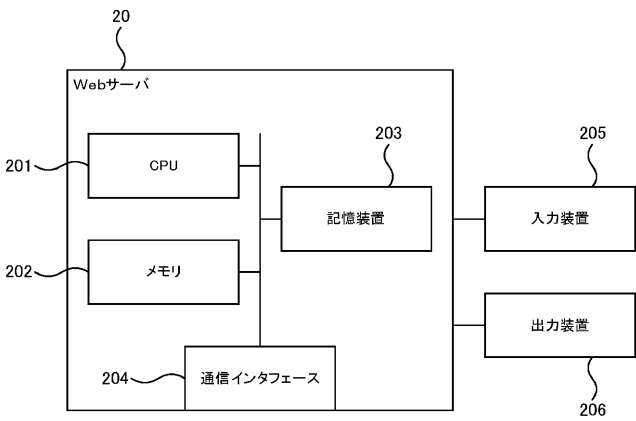 20
Webサーバ
201
CPU
203
205
記憶装置
入力装置
202
メモリ
出力装置
204
通信インタフェース
206